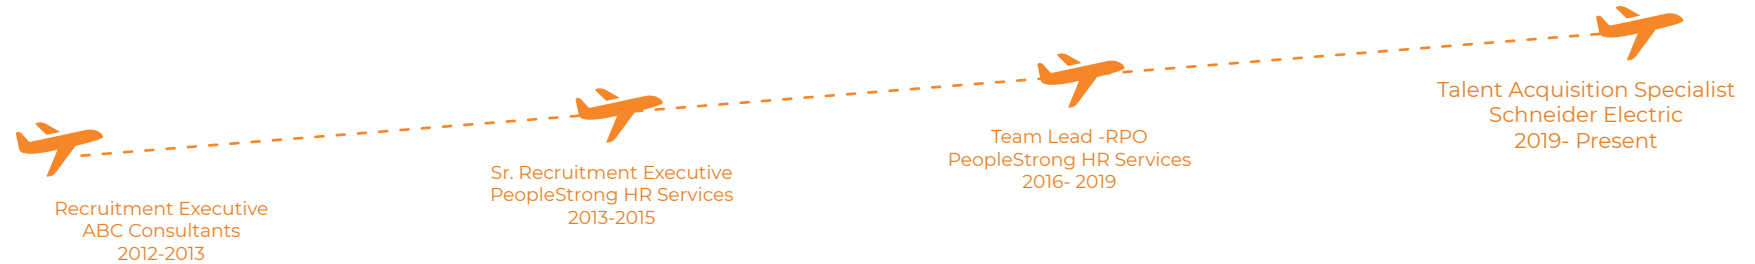 Recruitment Executive
ABC Consultants
2012-2013
Sr. Recruitment Executive
PeopleStrong HR Services
2013-2015
Team Lead -RPO
PeopleStrong HR Services
2016- 2019
Talent Acquisition Specialist
Schneider Electric
2019- Present